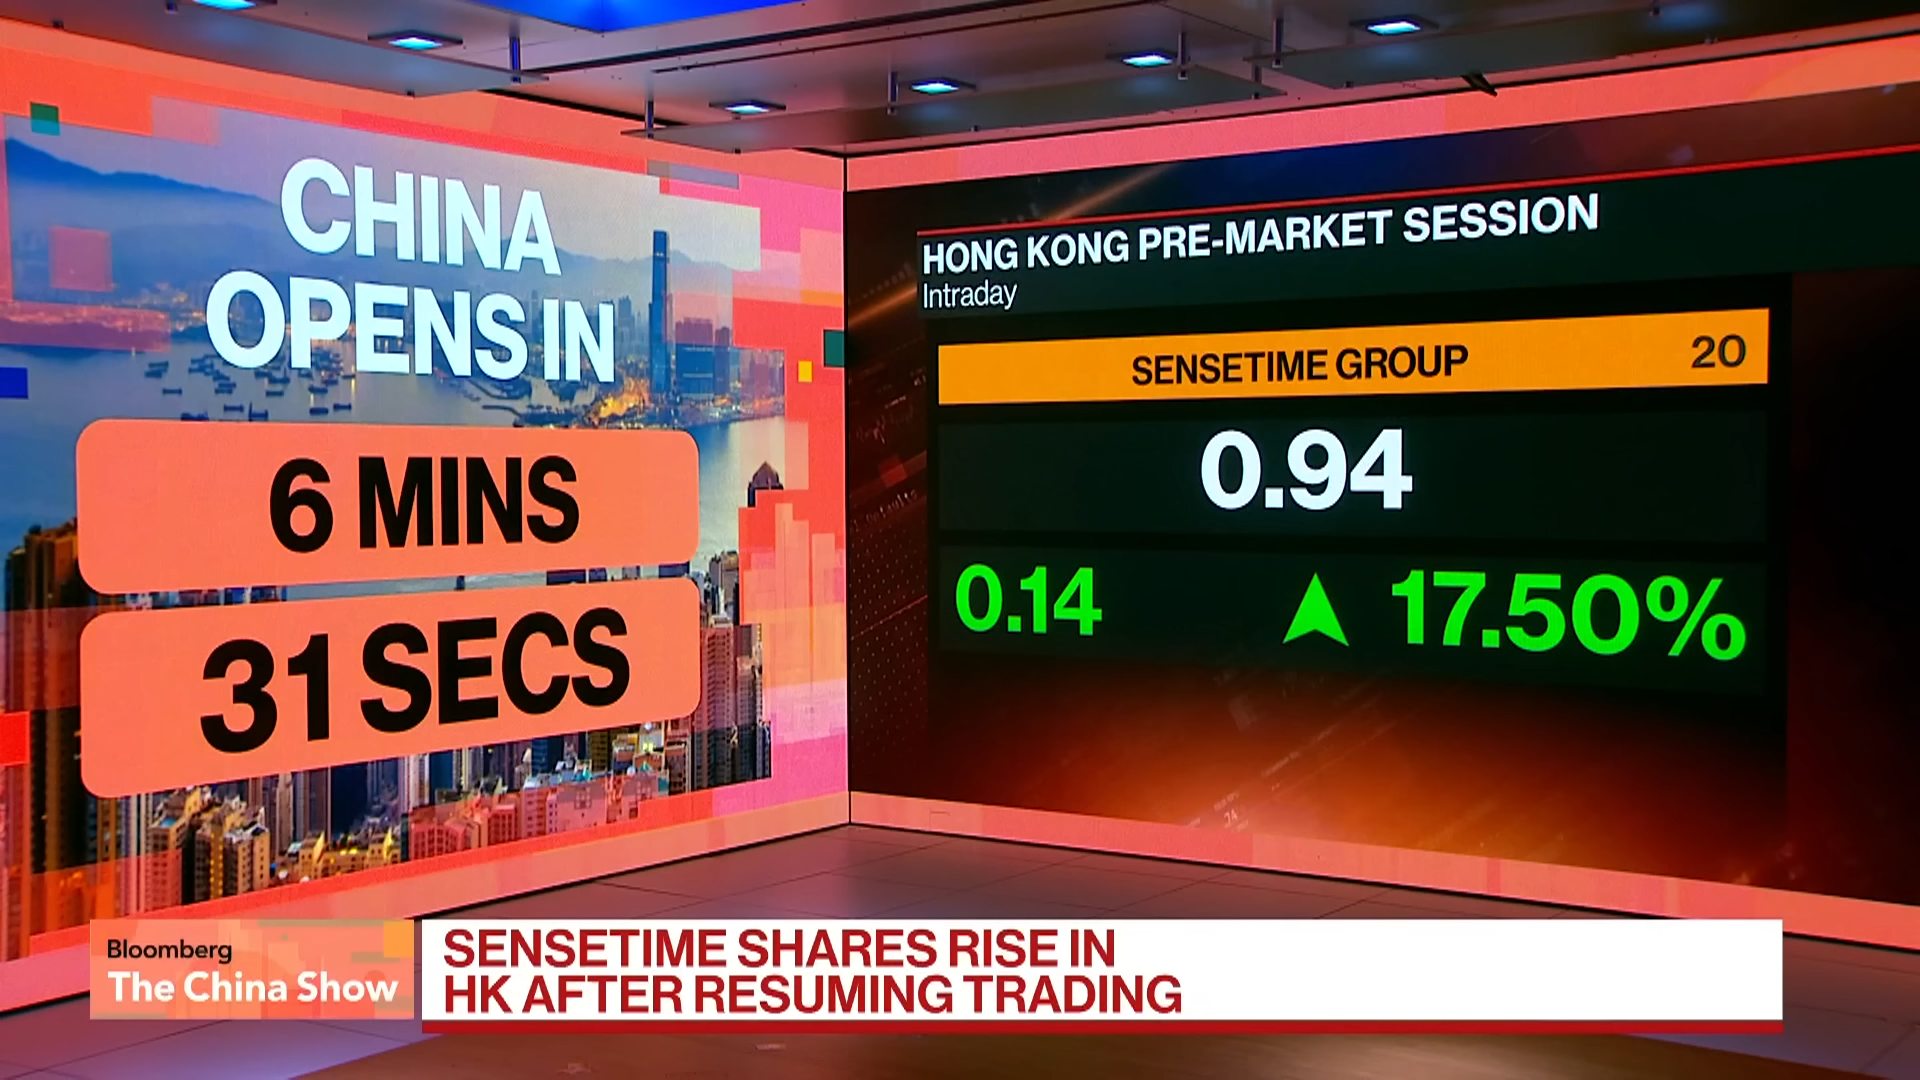 CHINA
OPENS IN
6 MINS
31 SECS
HONG KONG PRE-MARKET SESSION
Intraday
SENSETIME GROUP 20
0.94
0.14 ▲ 17.50%
Bloomberg
The China Show
SENSETIME SHARES RISE IN
HK AFTER RESUMING TRADING